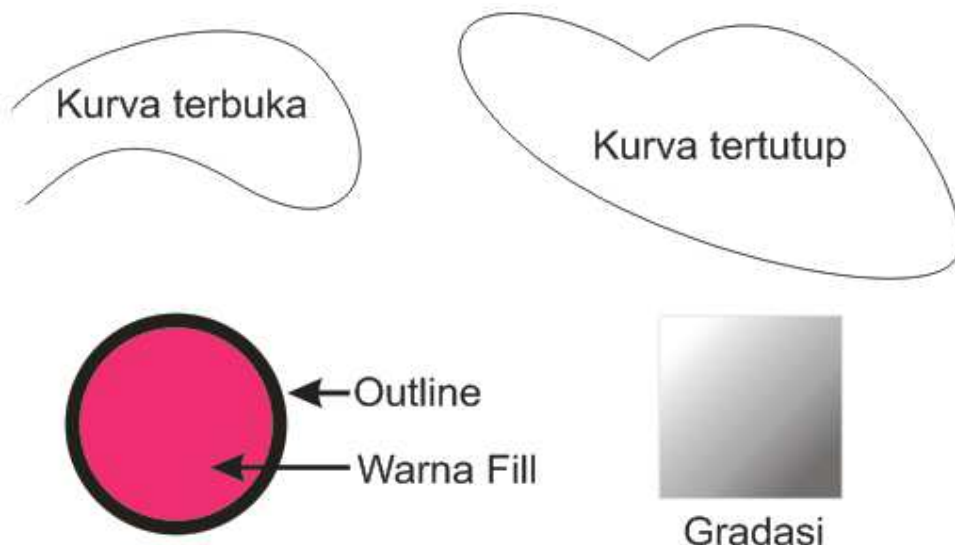 Kurva terbuka
Kurva tertutup
Outline
Warna Fill
Gradasi